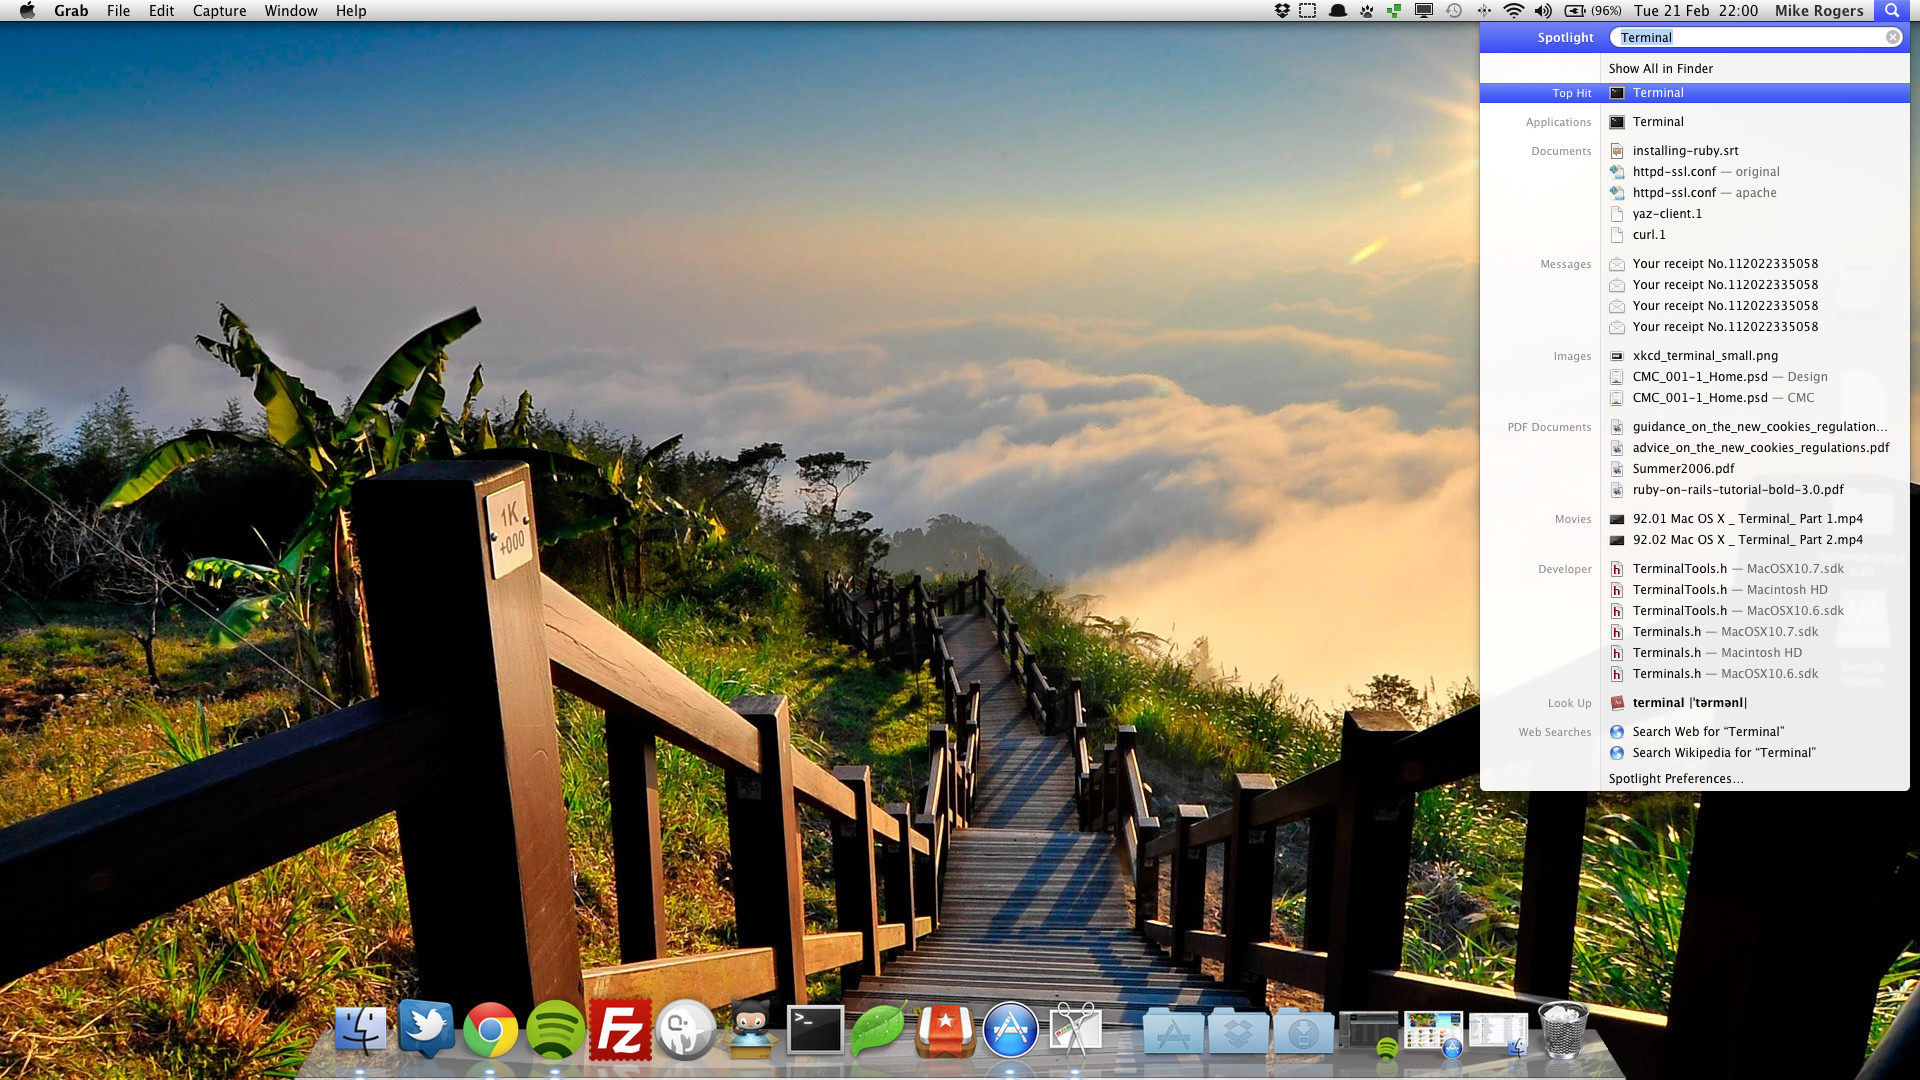 Grab File Edit Capture Window Help (96%) Tue 21 Feb 22:00 Mike Rogers
Spotlight Terminal
Show All in Finder
Top Hit Terminal
Applications Terminal
Documents installing-ruby.srt
httpd-ssl.conf — original
httpd-ssl.conf — apache
yaz-client.1
curl.1
Messages Your receipt No.112022335058
Your receipt No.112022335058
Your receipt No.112022335058
Your receipt No.112022335058
Images xkcd_terminal_small.png
CMC_001-1_Home.psd — Design
CMC_001-1_Home.psd — CMC
PDF Documents guidance_on_the_new_cookies_regulation...
advice_on_the_new_cookies_regulations.pdf
Summer2006.pdf
ruby-on-rails-tutorial-bold-3.0.pdf
Movies 92.01 Mac OS X _ Terminal_ Part 1.mp4
92.02 Mac OS X _ Terminal_ Part 2.mp4
Developer TerminalTools.h — MacOSX10.7.sdk
TerminalTools.h — Macintosh HD
TerminalTools.h — MacOSX10.6.sdk
Terminals.h — MacOSX10.7.sdk
Terminals.h — Macintosh HD
Terminals.h — MacOSX10.6.sdk
Look Up terminal |ˈtərmənl|
Web Searches Search Web for “Terminal”
Search Wikipedia for “Terminal”
Spotlight Preferences...
1K
+000
Fz
>_